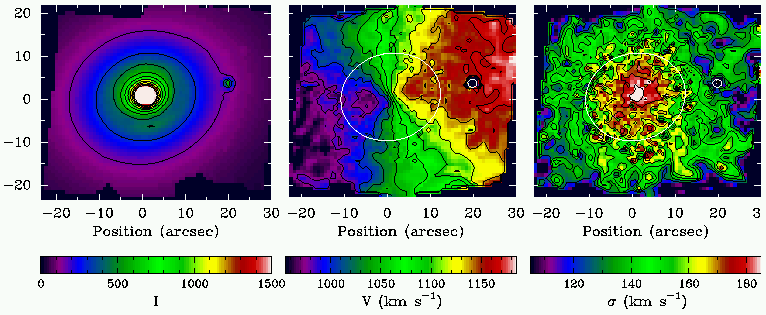 20
10
0
−10
−20
−20 −10 0 10 20 30
−20 −10 0 10 20 30
−20 −10 0 10 20 3
Position (arcsec) Position (arcsec) Position (arcsec)
0 500 1000 1500
1000 1050 1100 1150
120 140 160 180
I
V (km s⁻¹)
σ (km s⁻¹)